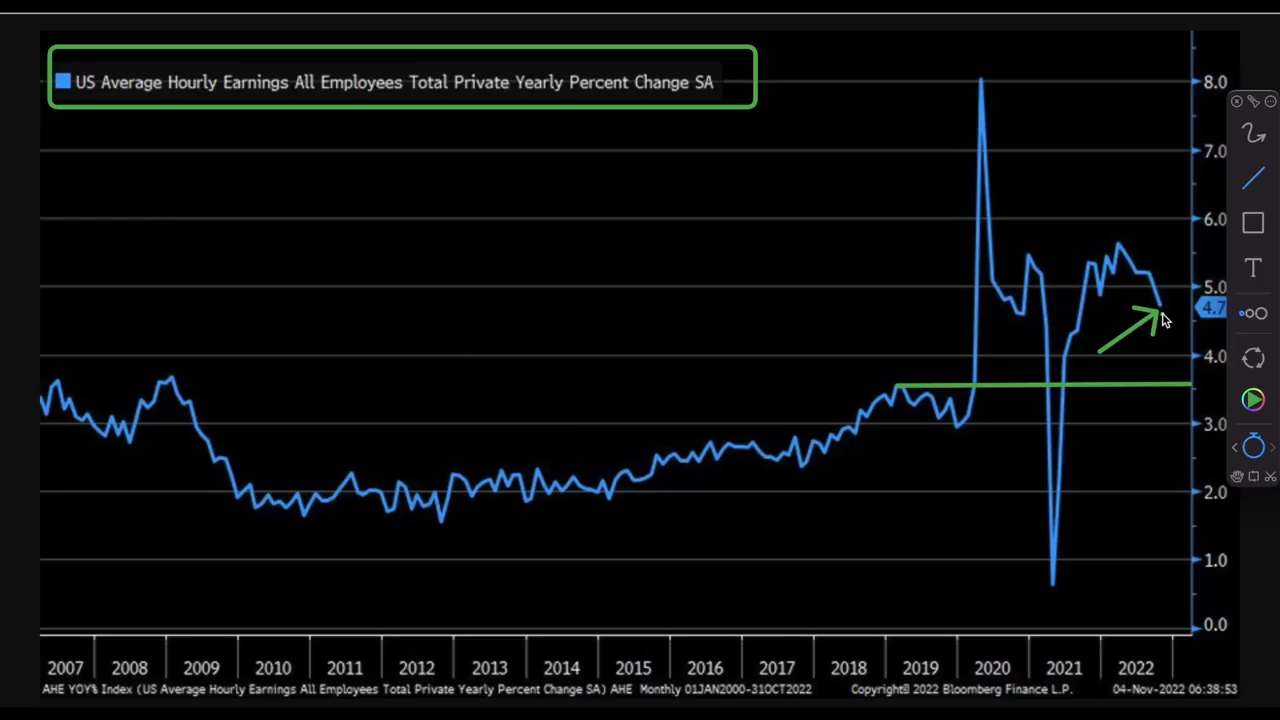 US Average Hourly Earnings All Employees Total Private Yearly Percent Change SA
8.0
7.0
6.0
5.0
4.7
4.0
3.0
2.0
1.0
0.0
T
2007 2008 2009 2010 2011 2012 2013 2014 2015 2016 2017 2018 2019 2020 2021 2022
AHE YOY% Index (US Average Hourly Earnings All Employees Total Private Yearly Percent Change SA) AHE Monthly 01JAN2000-31OCT2022 Copyright© 2022 Bloomberg Finance L.P. 04-Nov-2022 06:38:53